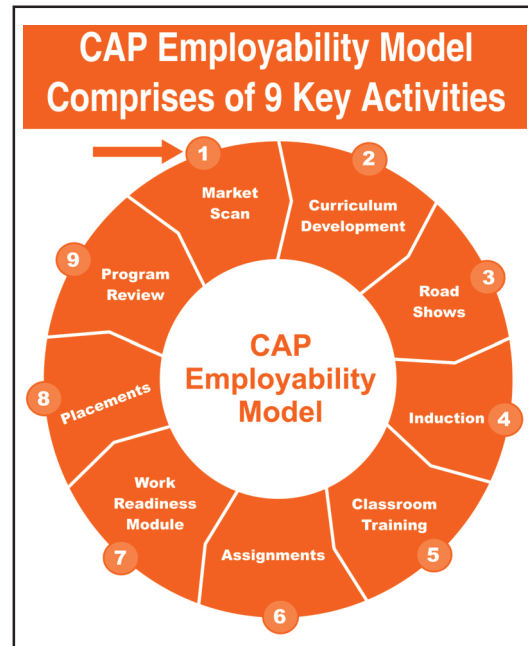 CAP Employability Model
Comprises of 9 Key Activities
1
Market
Scan
2
Curriculum
Development
3
Road
Shows
4
Induction
5
Classroom
Training
6
Assignments
7
Work
Readiness
Module
8
Placements
9
Program
Review
CAP
Employability
Model